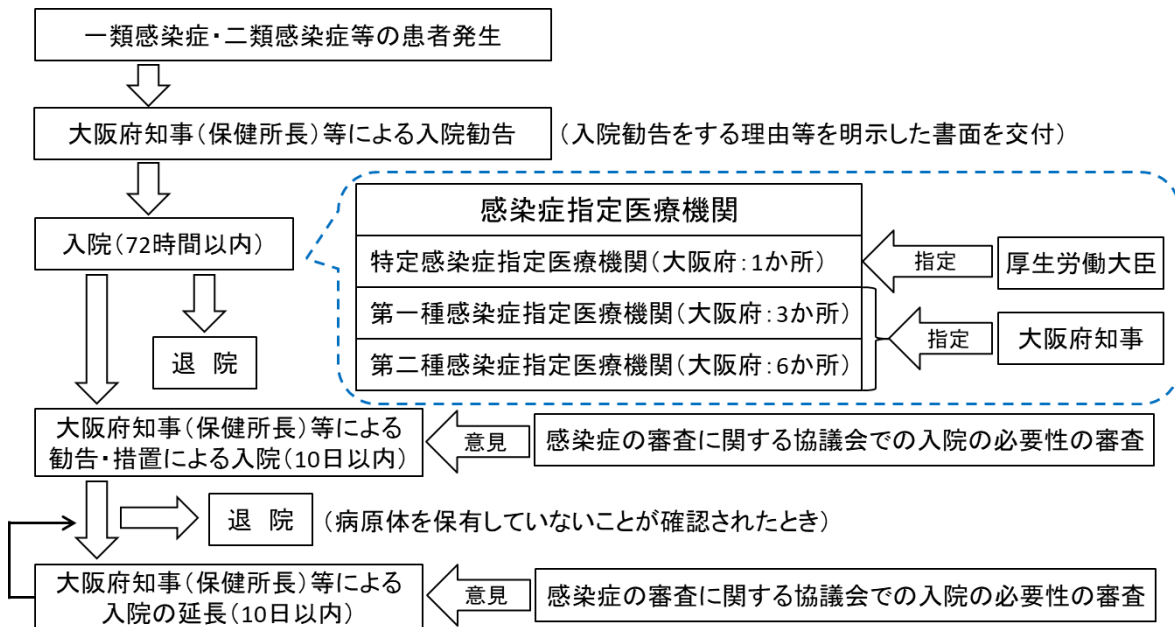 一類感染症・二類感染症等の患者発生
大阪府知事(保健所長)等による入院勧告
(入院勧告をする理由等を明示した書面を交付)
入院(72時間以内)
感染症指定医療機関
特定感染症指定医療機関(大阪府:1か所)
指定
厚生労働大臣
第一種感染症指定医療機関(大阪府:3か所)
第二種感染症指定医療機関(大阪府:6か所)
指定
大阪府知事
退 院
大阪府知事(保健所長)等による
勧告・措置による入院(10日以内)
意見
感染症の審査に関する協議会での入院の必要性の審査
退 院
(病原体を保有していないことが確認されたとき)
大阪府知事(保健所長)等による
入院の延長(10日以内)
意見
感染症の審査に関する協議会での入院の必要性の審査